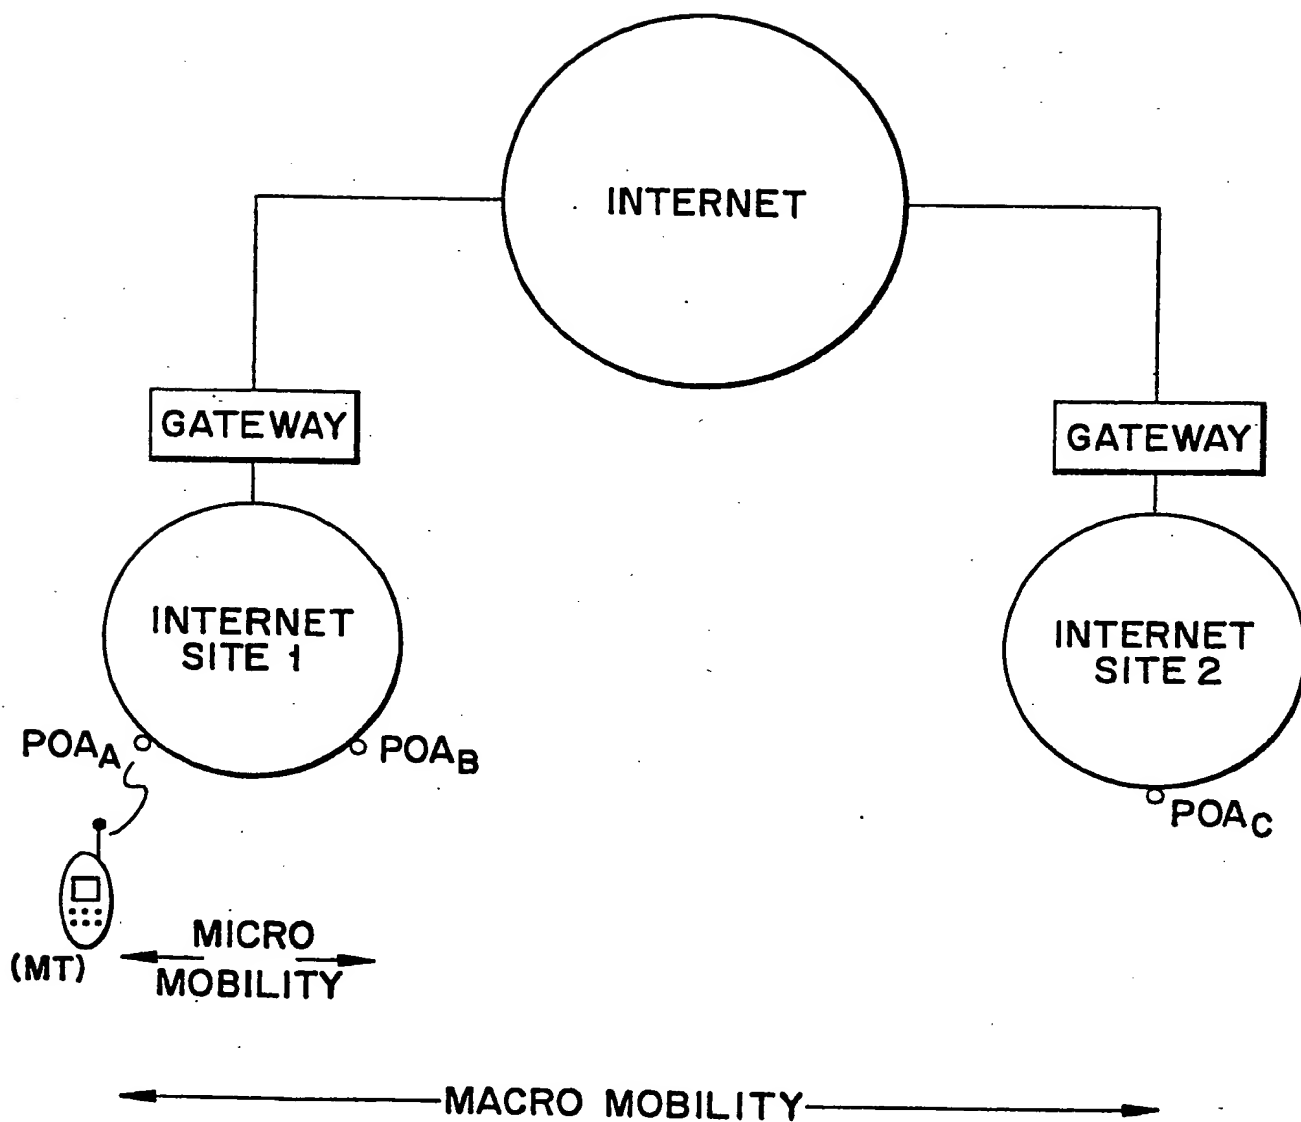 INTERNET
GATEWAY
GATEWAY
INTERNET
SITE 1
INTERNET
SITE 2
POAA
POAB
POAC
(MT)
MICRO
MOBILITY
MACRO MOBILITY